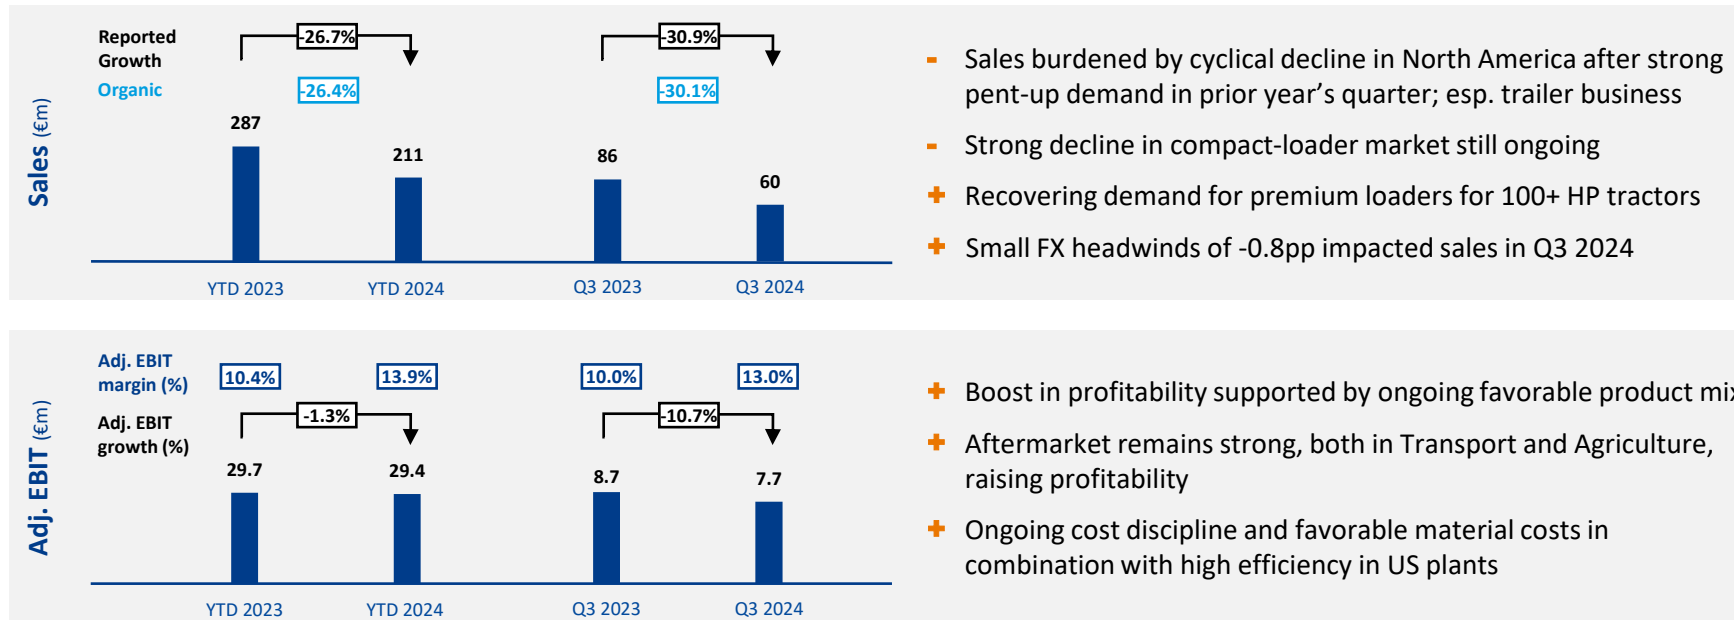 Sales (€m)
Reported
Growth
-26.7%
-30.9%
Organic
-26.4%
-30.1%
287
211
86
60
YTD 2023
YTD 2024
Q3 2023
Q3 2024
- Sales burdened by cyclical decline in North America after strong
pent-up demand in prior year’s quarter; esp. trailer business
- Strong decline in compact-loader market still ongoing
+ Recovering demand for premium loaders for 100+ HP tractors
+ Small FX headwinds of -0.8pp impacted sales in Q3 2024
Adj. EBIT (€m)
Adj. EBIT
margin (%)
10.4%
13.9%
10.0%
13.0%
Adj. EBIT
growth (%)
-1.3%
-10.7%
29.7
29.4
8.7
7.7
YTD 2023
YTD 2024
Q3 2023
Q3 2024
+ Boost in profitability supported by ongoing favorable product mix
+ Aftermarket remains strong, both in Transport and Agriculture,
raising profitability
+ Ongoing cost discipline and favorable material costs in
combination with high efficiency in US plants